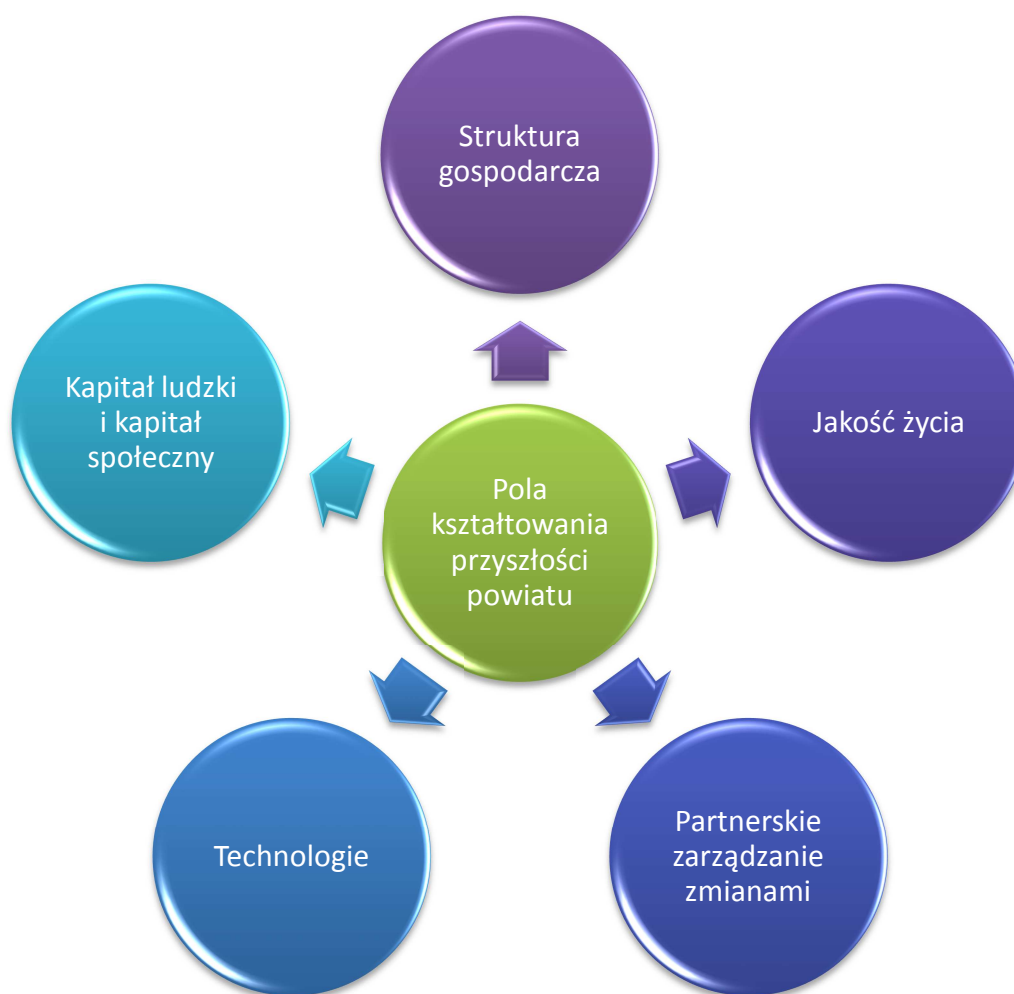 Struktura
gospodarcza
Kapitał ludzki
i kapitał
społeczny
Jakość życia
Pola
kształtowania
przyszłości
powiatu
Technologie
Partnerskie
zarządzanie
zmianami